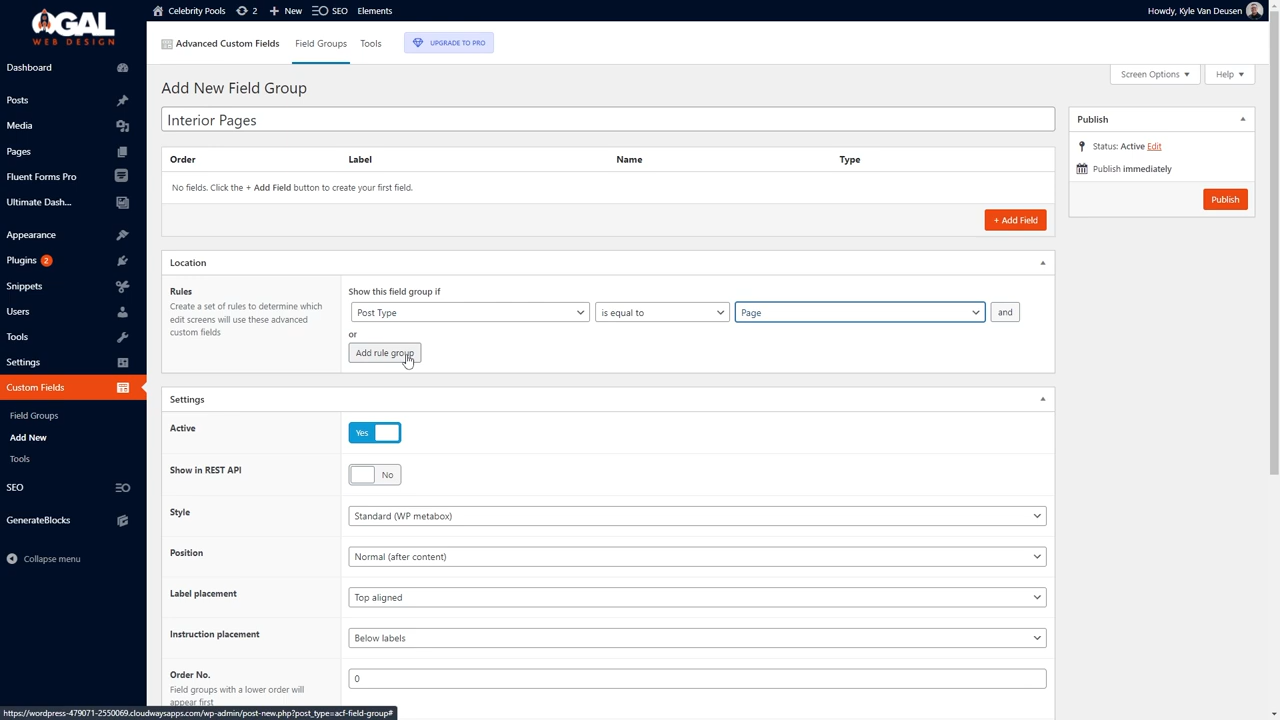 Celebrity Pools
2
New
SEO
Elements
Howdy, Kyle Van Deusen
OGAL
WEB DESIGN
Advanced Custom Fields
Field Groups
Tools
UPGRADE TO PRO
Dashboard
Posts
Media
Pages
Fluent Forms Pro
Ultimate Dash...
Appearance
Plugins 2
Snippets
Users
Tools
Settings
Custom Fields
Field Groups
Add New
Tools
SEO
GenerateBlocks
Collapse menu
Screen Options
Help
Add New Field Group
Interior Pages
Order Label Name Type
No fields. Click the + Add Field button to create your first field.
+ Add Field
Publish
Status: Active Edit
Publish immediately
Publish
Location
Rules
Create a set of rules to determine which
edit screens will use these advanced
custom fields
Show this field group if
Post Type
is equal to
Page
and
or
Add rule group
Settings
Active
Yes
Show in REST API
No
Style
Standard (WP metabox)
Position
Normal (after content)
Label placement
Top aligned
Instruction placement
Below labels
Order No.
Field groups with a lower order will
appear first
0
https://wordpress-479071-2550069.cloudwaysapps.com/wp-admin/post-new.php?post_type=acf-field-group#